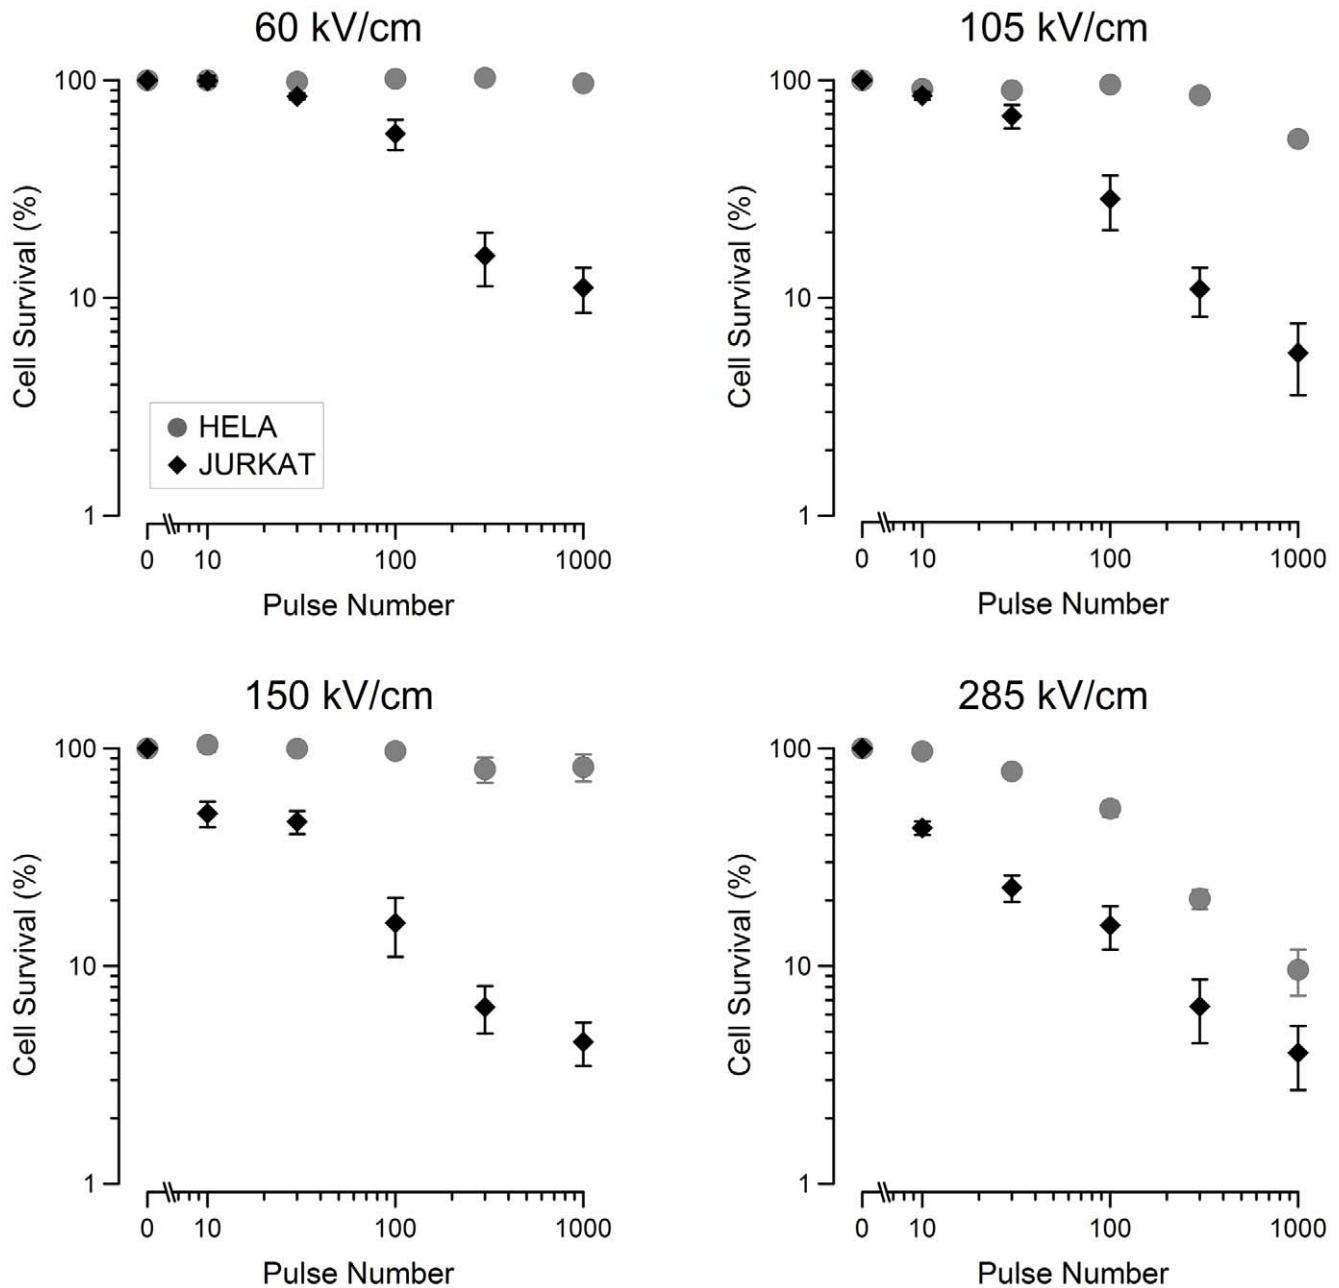 60 kV/cm
100
10
1
Cell Survival (%)
HELA
JURKAT
0 10 100 1000
Pulse Number
105 kV/cm
100
10
1
Cell Survival (%)
0 10 100 1000
Pulse Number
150 kV/cm
100
10
1
Cell Survival (%)
0 10 100 1000
Pulse Number
285 kV/cm
100
10
1
Cell Survival (%)
0 10 100 1000
Pulse Number